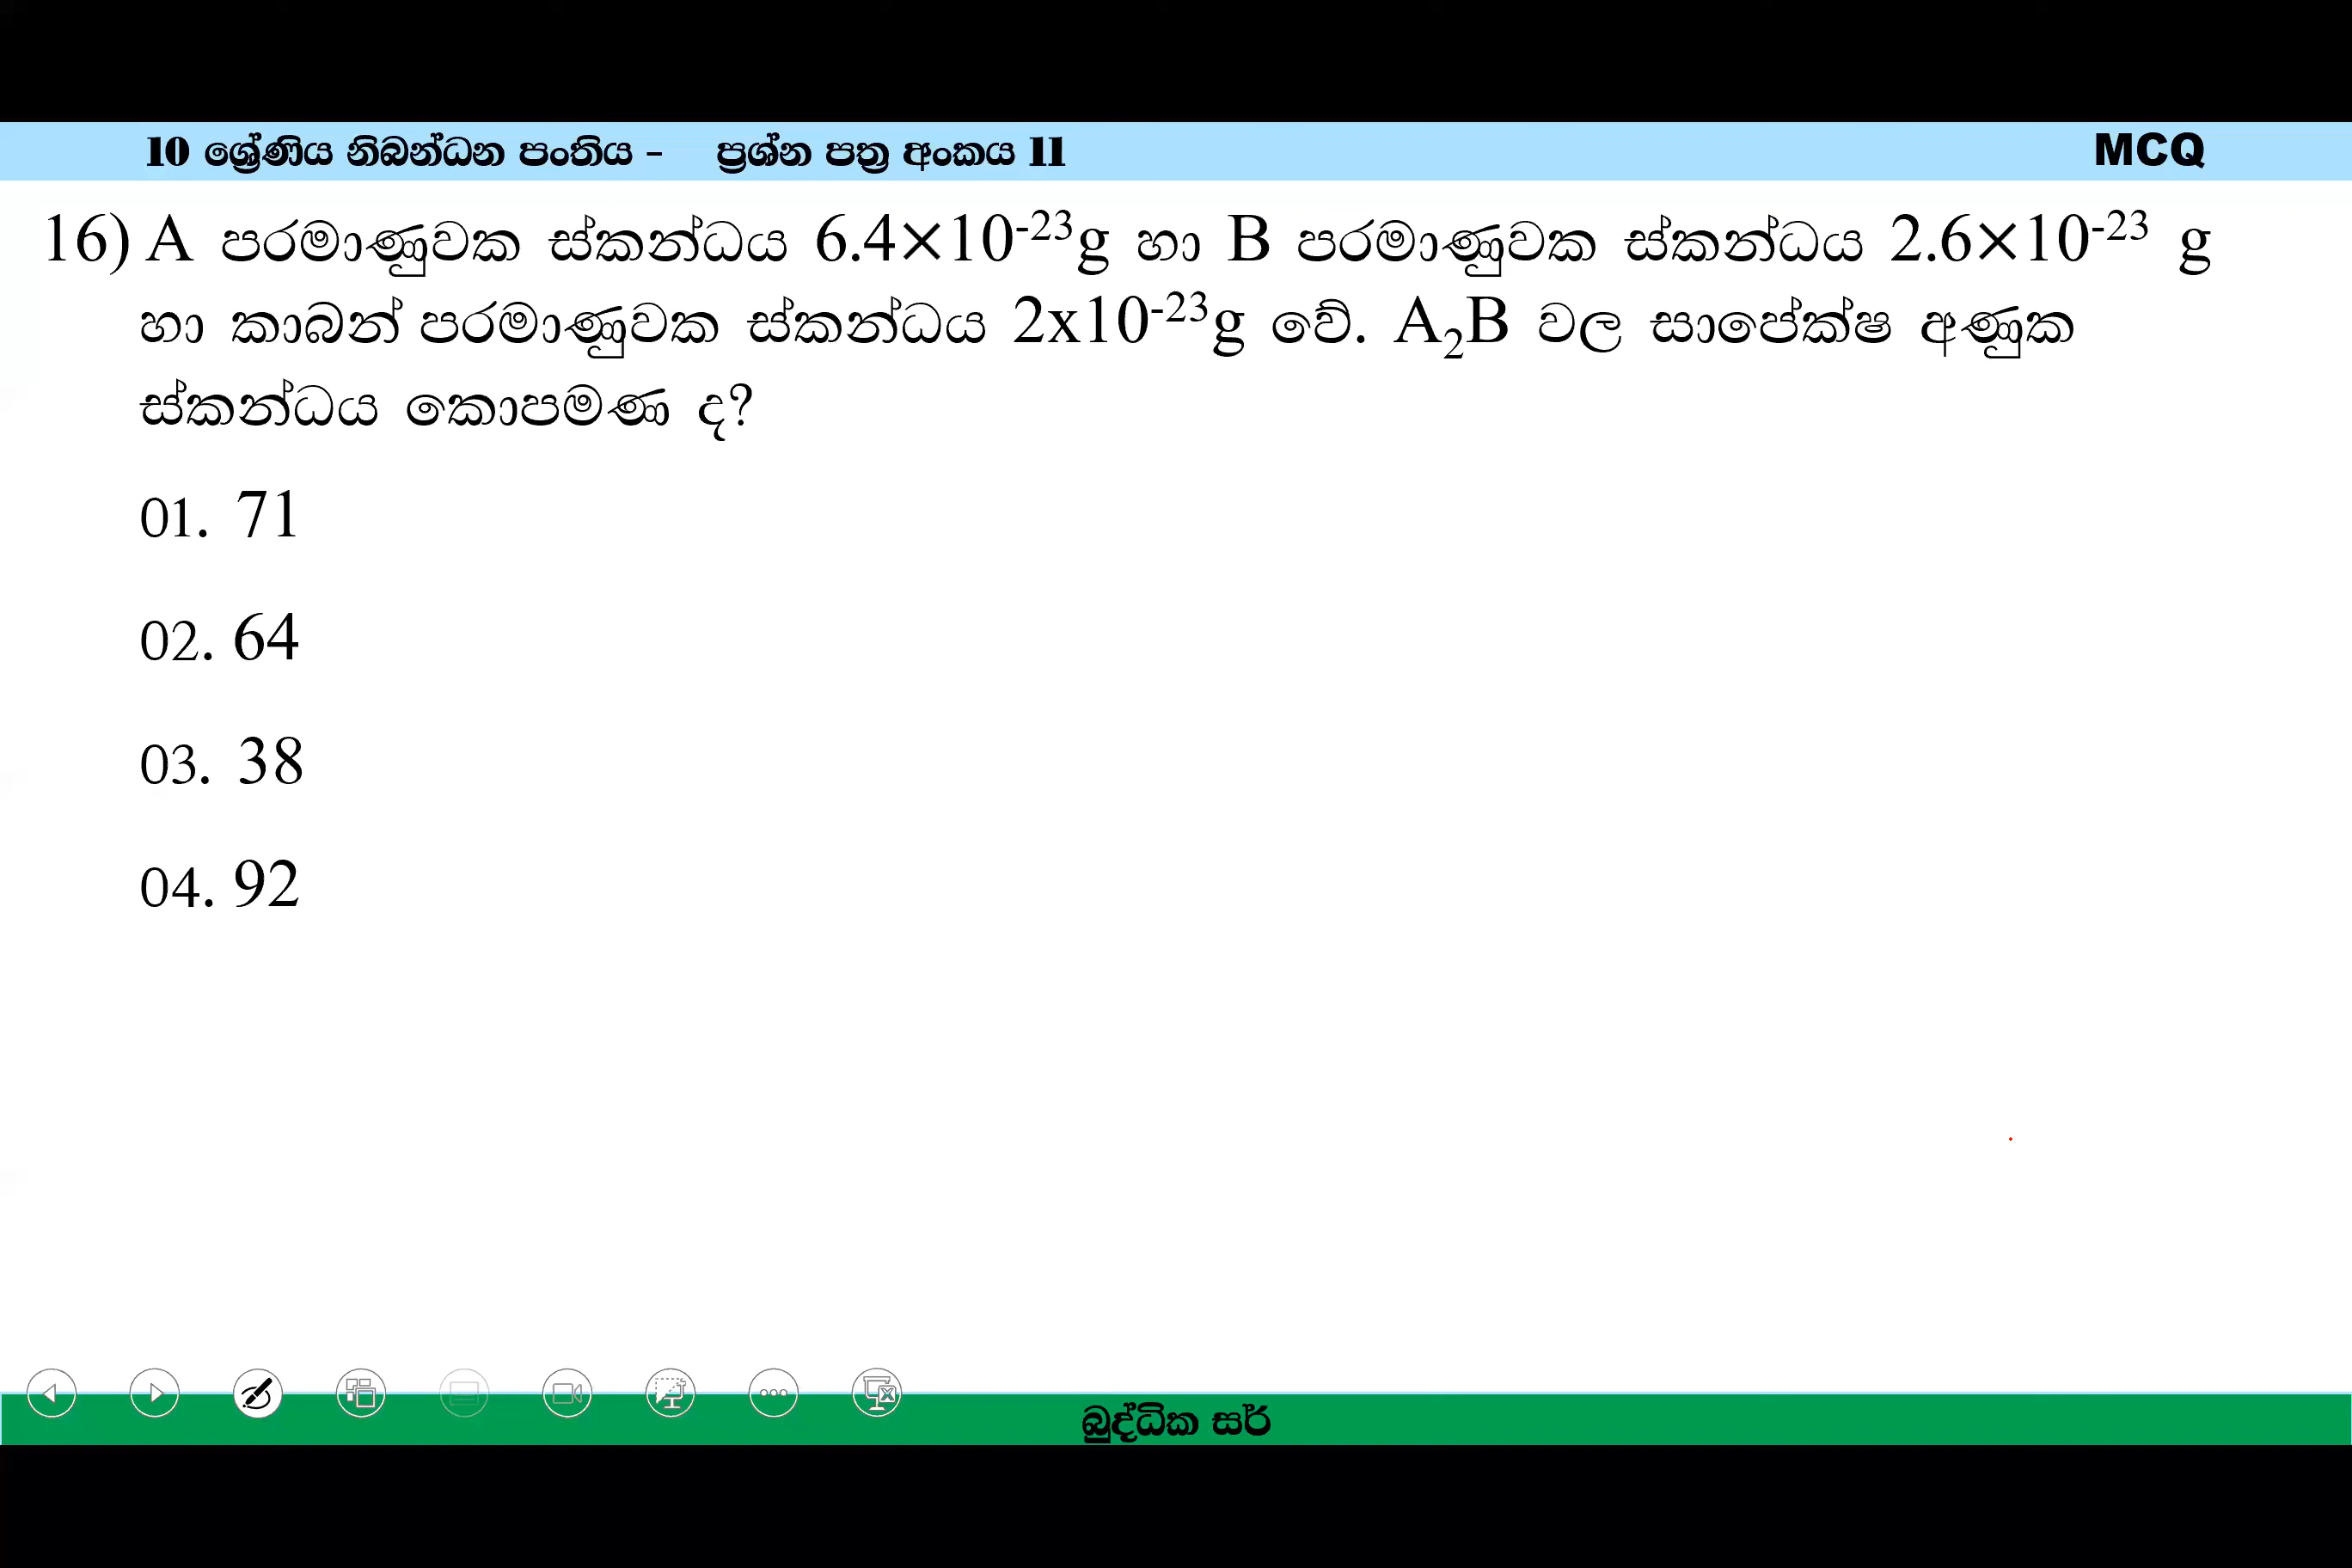 10 ශ්‍රේණිය නිබන්ධන පංතිය - ප්‍රශ්න පත්‍ර අංකය 11 MCQ
16) A පරමාණුවක ස්කන්ධය 6.4×10⁻²³g හා B පරමාණුවක ස්කන්ධය 2.6×10⁻²³ g
හා කාබන් පරමාණුවක ස්කන්ධය 2x10⁻²³g වේ. A₂B වල සාපේක්ෂ අණුක
ස්කන්ධය කොපමණ ද?
01. 71
02. 64
03. 38
04. 92
බුද්ධික සර්